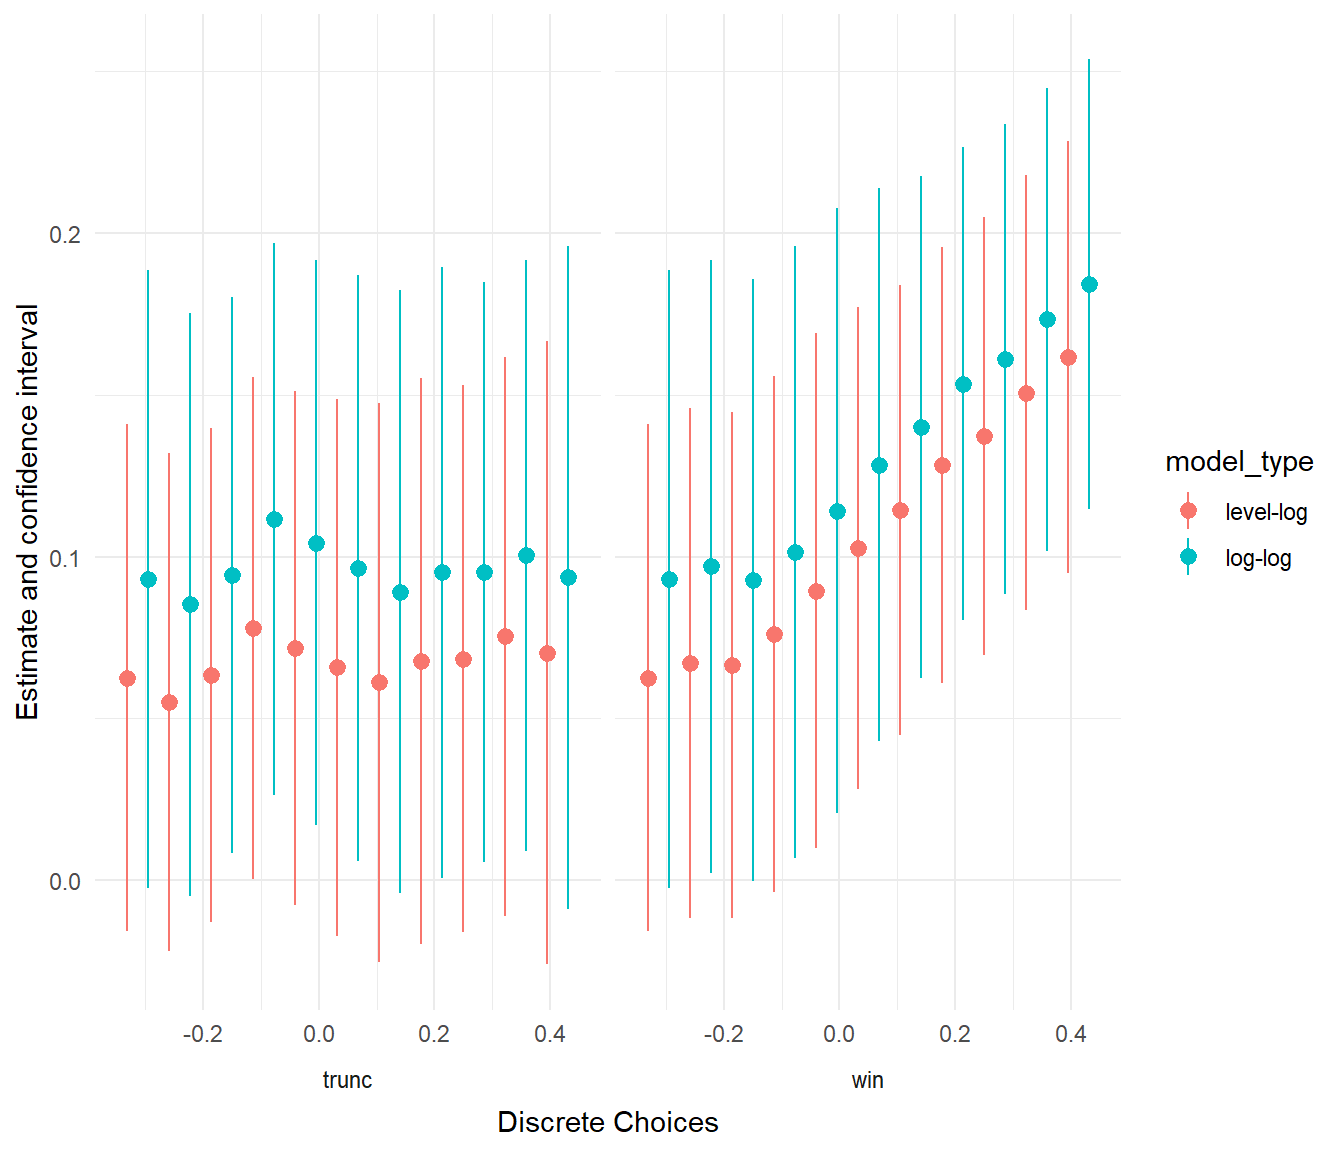 Estimate and confidence interval
0.2
0.1
0.0
-0.2 0.0 0.2 0.4 -0.2 0.0 0.2 0.4
trunc win
Discrete Choices
model_type
level-log
log-log